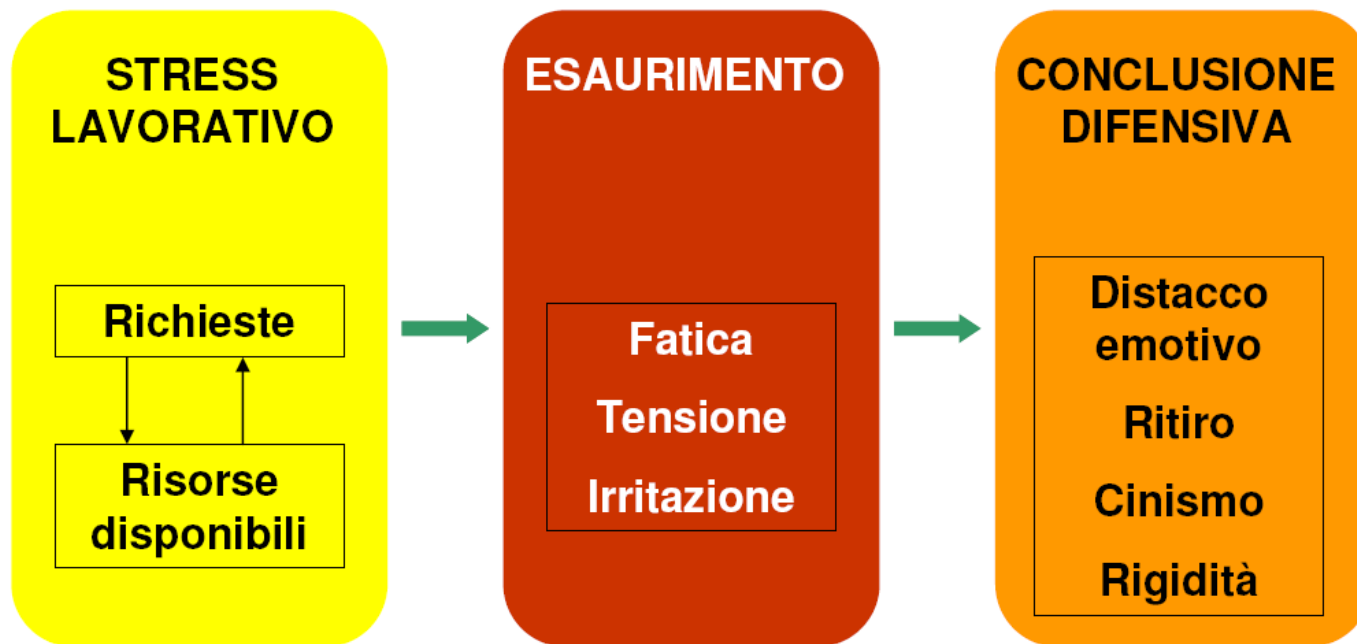 STRESS
LAVORATIVO
Richieste
Risorse
disponibili
ESAURIMENTO
Fatica
Tensione
Irritazione
CONCLUSIONE
DIFENSIVA
Distacco
emotivo
Ritiro
Cinismo
Rigidità